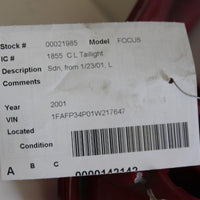 Stock # 00021985 Model FOCUS
IC # 1855 C L Taillight
Description Sdn, from 1/23/01, L
Comments
Year 2001
VIN 1FAFP34P01W217647
Located
Condition
A B C
0000142142